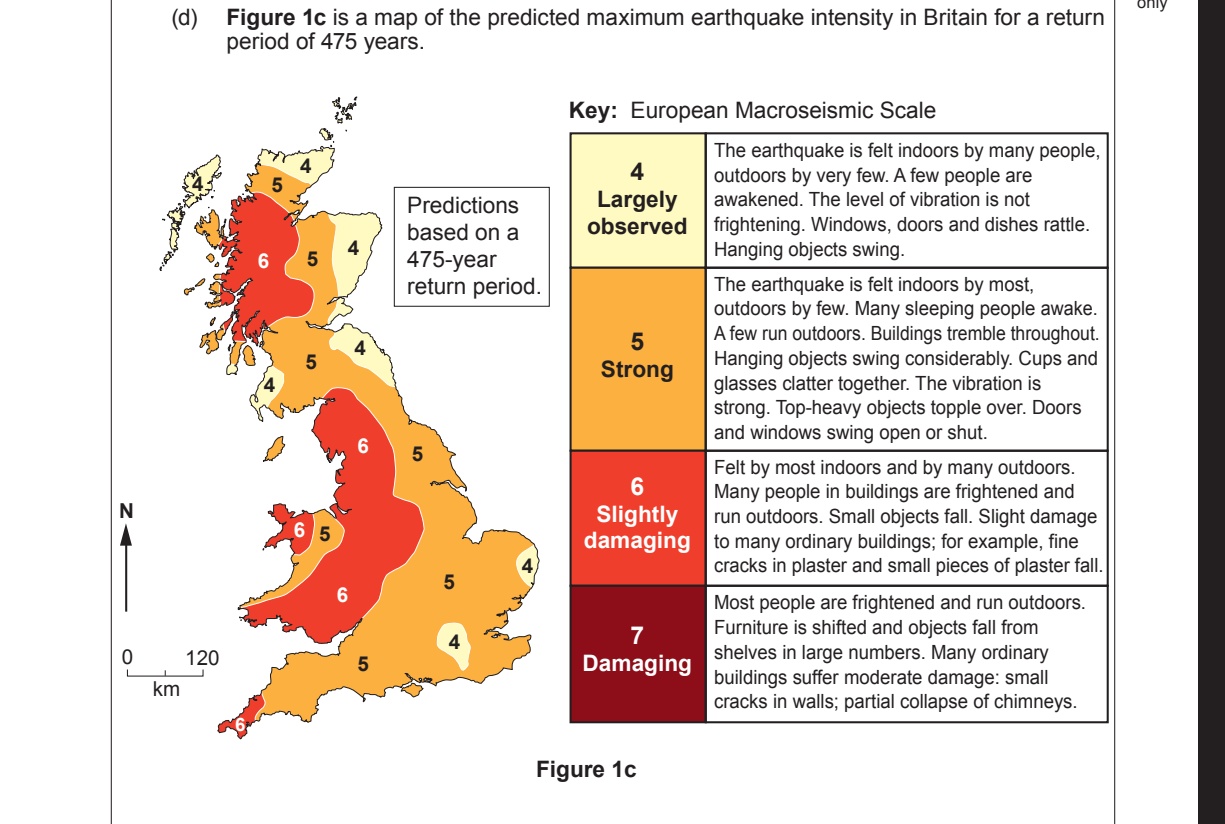 only
(d) Figure 1c is a map of the predicted maximum earthquake intensity in Britain for a return
period of 475 years.
Key: European Macroseismic Scale
4
Largely
observed
The earthquake is felt indoors by many people,
outdoors by very few. A few people are
awakened. The level of vibration is not
frightening. Windows, doors and dishes rattle.
Hanging objects swing.
5
Strong
The earthquake is felt indoors by most,
outdoors by few. Many sleeping people awake.
A few run outdoors. Buildings tremble throughout.
Hanging objects swing considerably. Cups and
glasses clatter together. The vibration is
strong. Top-heavy objects topple over. Doors
and windows swing open or shut.
6
Slightly
damaging
Felt by most indoors and by many outdoors.
Many people in buildings are frightened and
run outdoors. Small objects fall. Slight damage
to many ordinary buildings; for example, fine
cracks in plaster and small pieces of plaster fall.
7
Damaging
Most people are frightened and run outdoors.
Furniture is shifted and objects fall from
shelves in large numbers. Many ordinary
buildings suffer moderate damage: small
cracks in walls; partial collapse of chimneys.
Predictions
based on a
475-year
return period.
4
4
5
4
6
5
4
5
4
6
5
6
5
4
5
6
4
5
6
N
0 120
km
Figure 1c